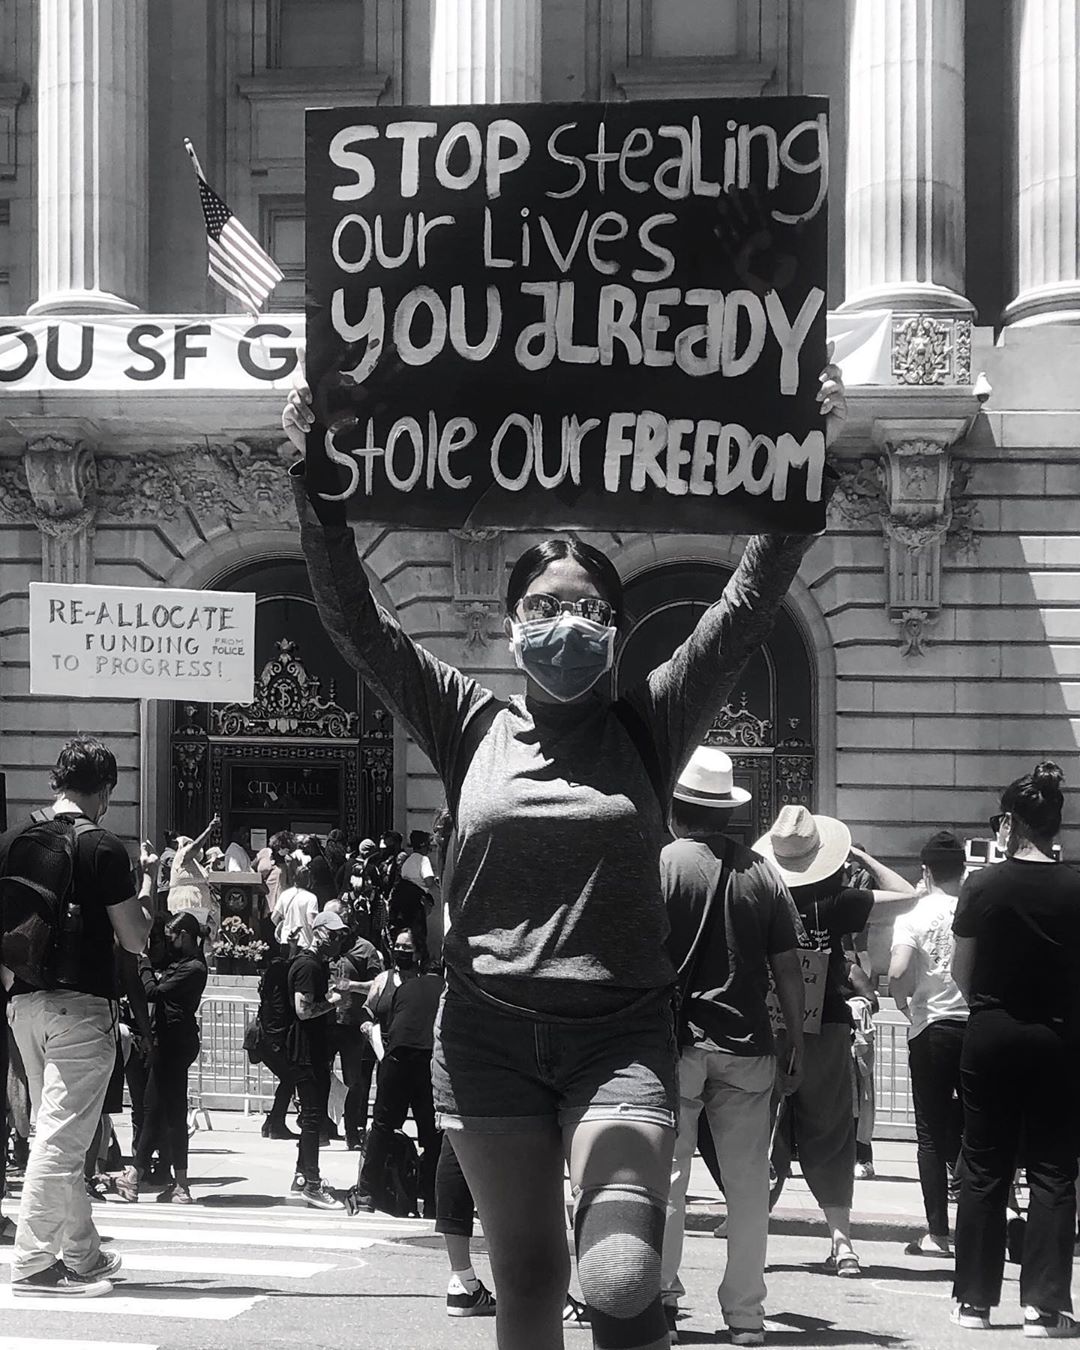 STOP Stealing
our Lives
YOU ALREADY
Stole our FREEDOM
OU SF G
RE-ALLOCATE
FUNDING FROM POLICE
TO PROGRESS!
CITY HALL